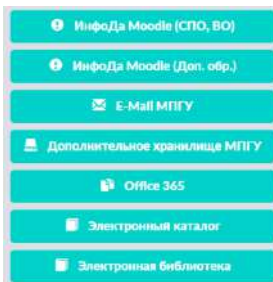 ИнфоДа Moodle (СПО, ВО)
ИнфоДа Moodle (Доп. обр.)
E-Mail МПГУ
Дополнительное хранилище МПГУ
Office 365
Электронный каталог
Электронная библиотека